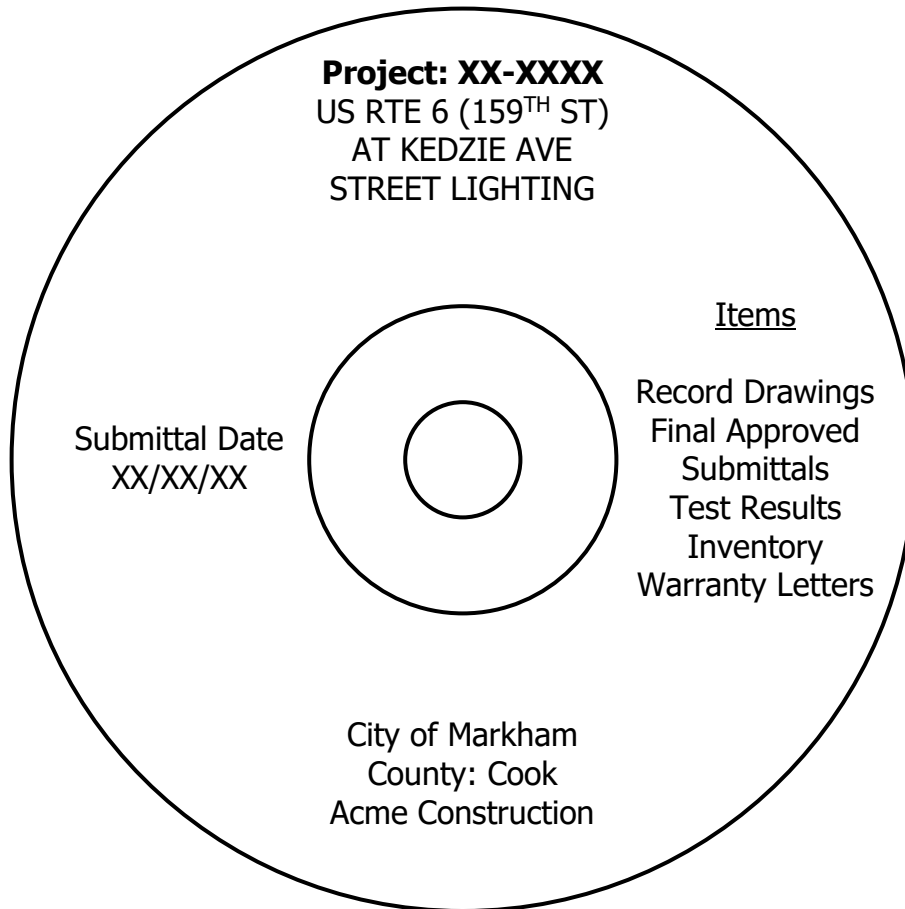 Project: XX-XXXX
US RTE 6 (159TH ST)
AT KEDZIE AVE
STREET LIGHTING
Items
Record Drawings
Final Approved
Submittals
Test Results
Inventory
Warranty Letters
Submittal Date
XX/XX/XX
City of Markham
County: Cook
Acme Construction